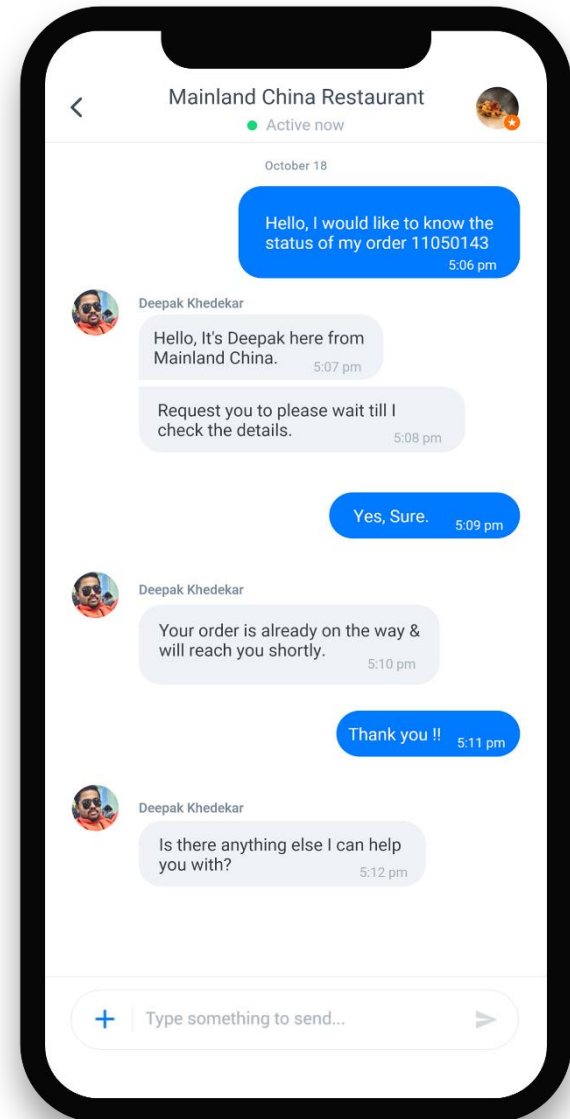 Mainland China Restaurant
Active now
October 18
Hello, I would like to know the
status of my order 11050143
5:06 pm
Deepak Khedekar
Hello, It's Deepak here from
Mainland China.
5:07 pm
Request you to please wait till I
check the details.
5:08 pm
Yes, Sure.
5:09 pm
Deepak Khedekar
Your order is already on the way &
will reach you shortly.
5:10 pm
Thank you !!
5:11 pm
Deepak Khedekar
Is there anything else I can help
you with?
5:12 pm
Type something to send...